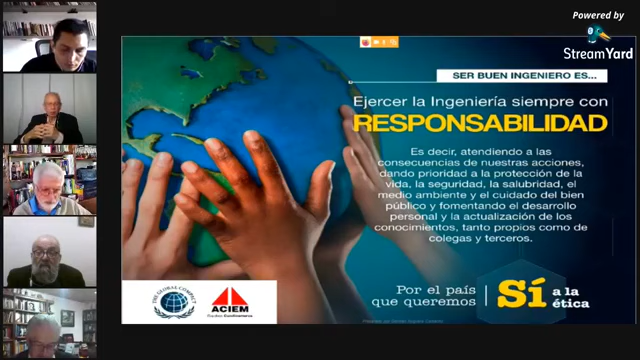 Powered by
StreamYard
SER BUEN INGENIERO ES...
Ejercer la Ingeniería siempre con
RESPONSABILIDAD
Es decir, atendiendo a las
consecuencias de nuestras acciones,
dando prioridad a la protección de la
vida, la seguridad, la salubridad, el
medio ambiente y el cuidado del bien
público y fomentando el desarrollo
personal y la actualización de los
conocimientos, tanto propios como de
colegas y terceros.
Por el país
que queremos
Sí a la
ética
THE GLOBAL COMPACT
ACIEM